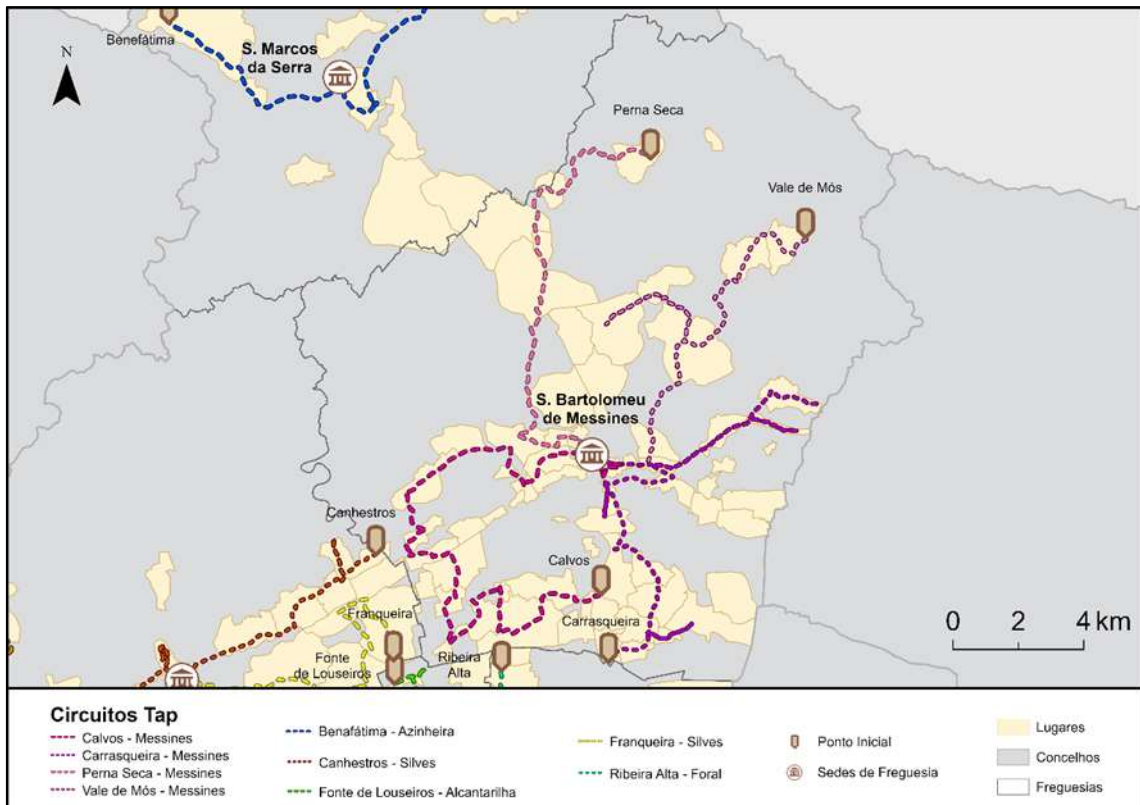 Benefátima
S. Marcos
da Serra
N
Perna Seca
Vale de Mós
S. Bartolomeu
de Messines
Canhestros
Calvos
Franqueira
Carrasqueira
Fonte
de Louseiros
Ribeira
Alta
0 2 4 km
Circuitos Tap
Calvos - Messines
Carrasqueira - Messines
Perna Seca - Messines
Vale de Mós - Messines
Benafátima - Azinheira
Canhestros - Silves
Fonte de Louseiros - Alcantarilha
Franqueira - Silves
Ribeira Alta - Foral
Ponto Inicial
Sedes de Freguesia
Lugares
Concelhos
Freguesias